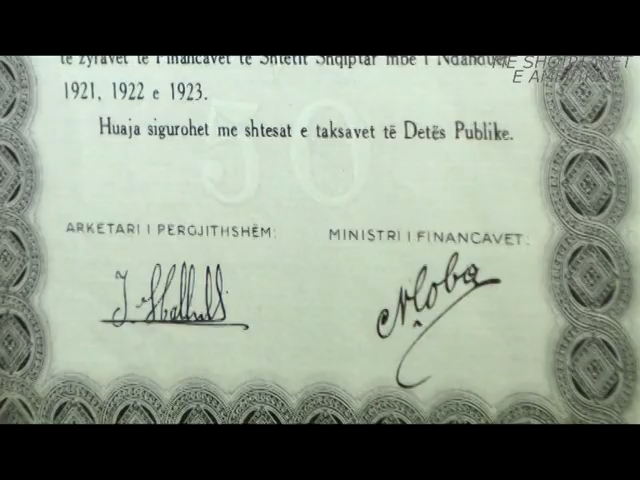 të zyravet të Financavet të Shtetit Shqiptar mbë i
1921, 1922 e 1923.
Huaja sigurohet me shtesat e taksavet të Detës Publike.
50
ARKETARI I PERGJITHSHËM:
MINISTRI I FINANCAVET: